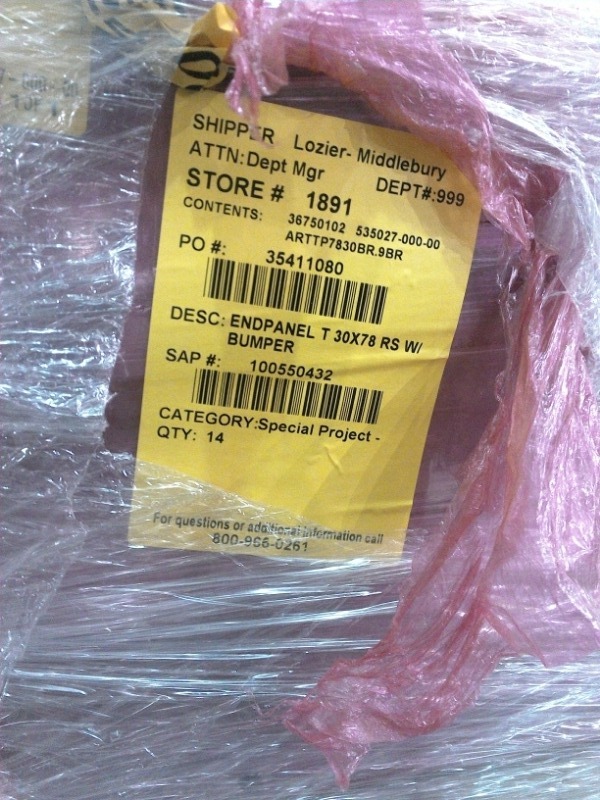 SHIPPER Lozier- Middlebury
ATTN:Dept Mgr DEPT#:999
STORE # 1891
CONTENTS: 36750102 535027-000-00
ARTTP7830BR.9BR
PO #: 35411080
DESC: ENDPANEL T 30X78 RS W/
BUMPER
SAP #: 100550432
CATEGORY:Special Project -
QTY: 14
For questions or additional information call
800-966-0261